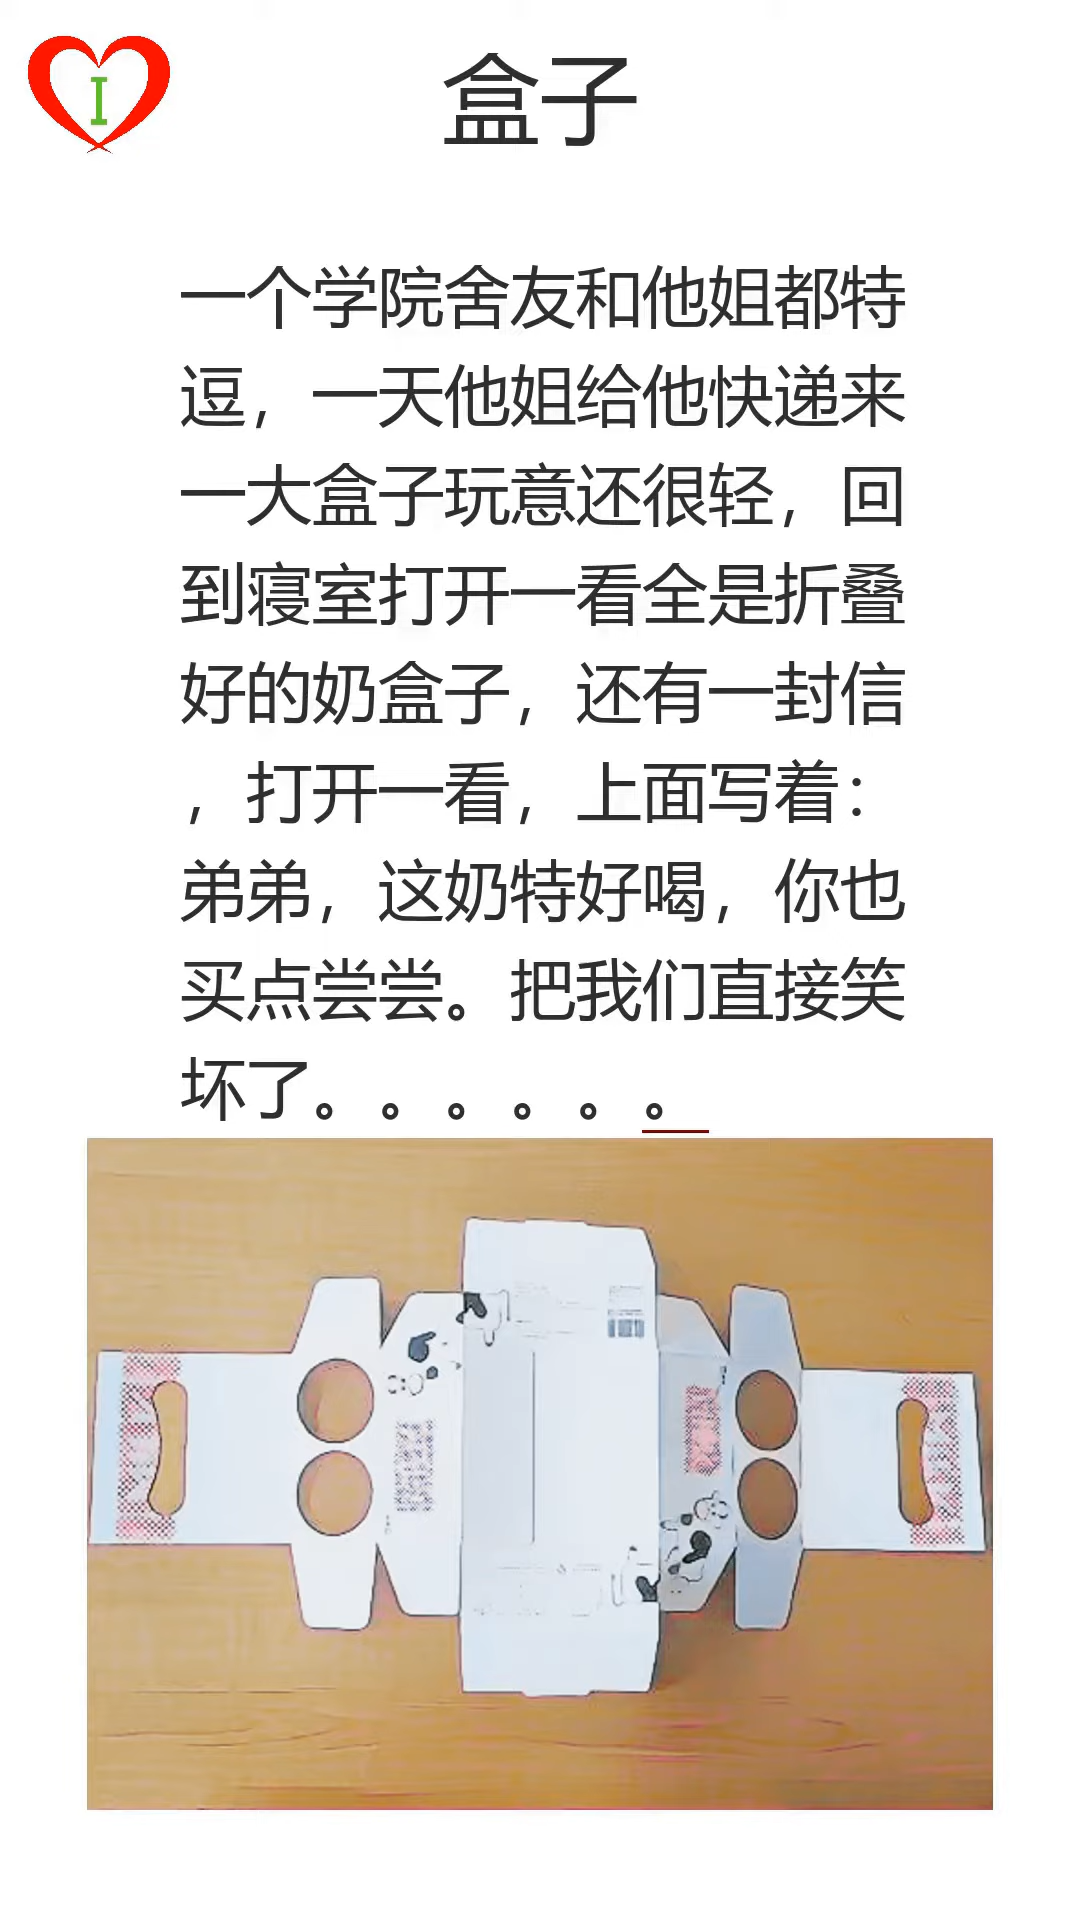 I
盒子
一个学院舍友和他姐都特
逗，一天他姐给他快递来
一大盒子玩意还很轻，回
到寝室打开一看全是折叠
好的奶盒子，还有一封信
，打开一看，上面写着：
弟弟，这奶特好喝，你也
买点尝尝。把我们直接笑
坏了。。。。。。